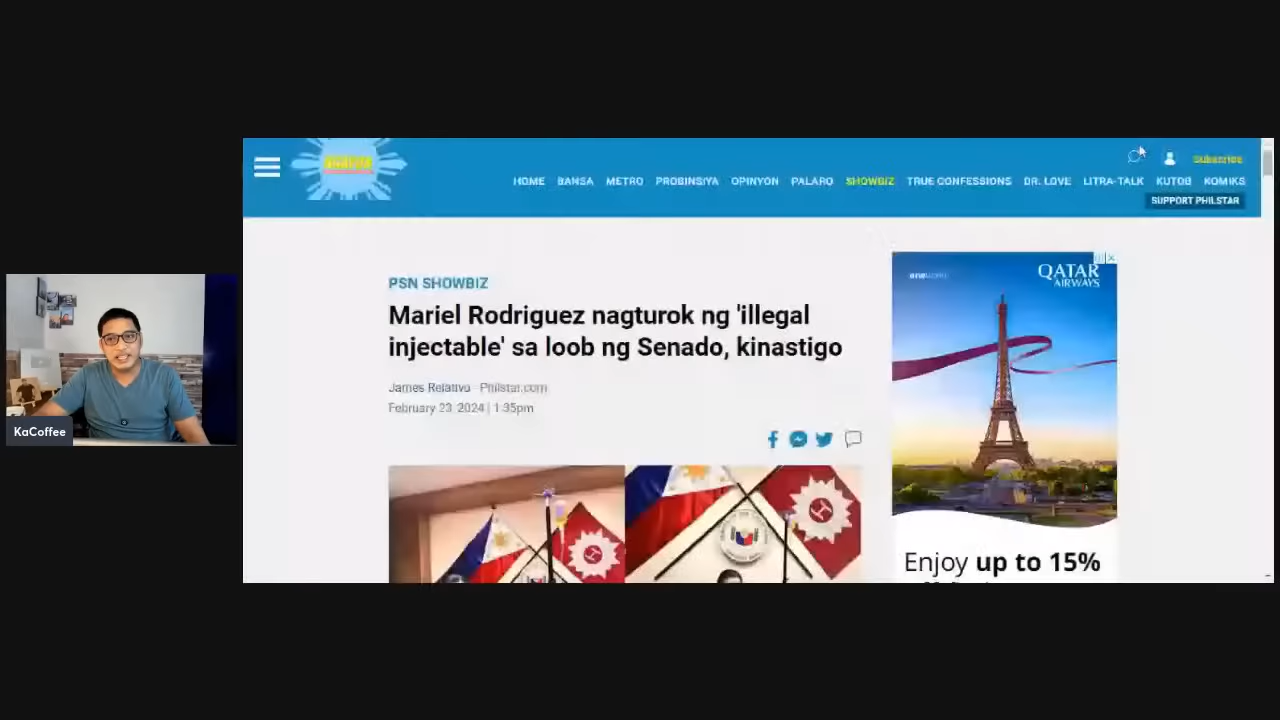 Subscribe
HOME BANSA METRO PROBINSIYA OPINYON PALARO SHOWBIZ TRUE CONFESSIONS DR. LOVE LITRA-TALK KUTOB KOMIKS
SUPPORT PHILSTAR
PSN SHOWBIZ
Mariel Rodriguez nagturok ng 'illegal
injectable' sa loob ng Senado, kinastigo
James Relativo - Philstar.com
February 23, 2024 | 1:35pm
oneworld
QATAR
AIRWAYS
Enjoy up to 15%
KaCoffee